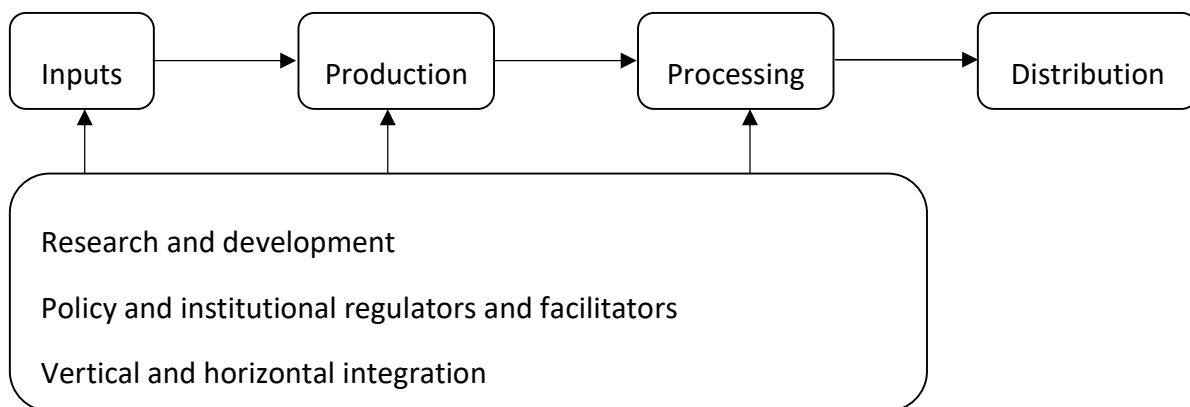 Inputs
Production
Processing
Distribution
Research and development
Policy and institutional regulators and facilitators
Vertical and horizontal integration